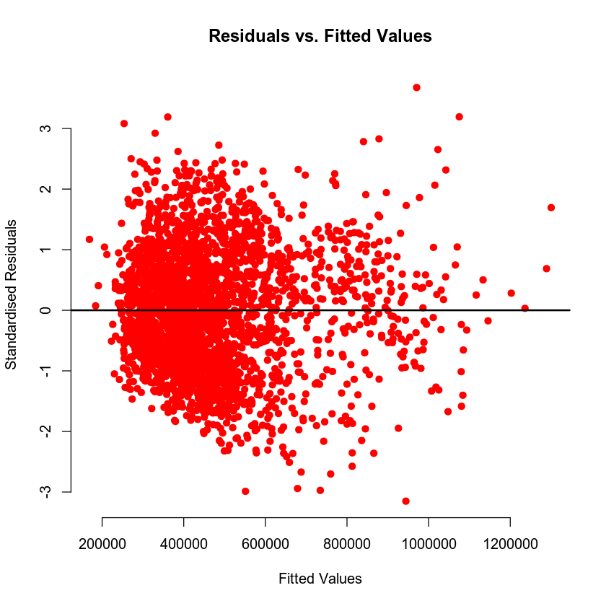 Residuals vs. Fitted Values
Standardised Residuals
3
2
1
0
-1
-2
-3
200000 400000 600000 800000 1000000 1200000
Fitted Values